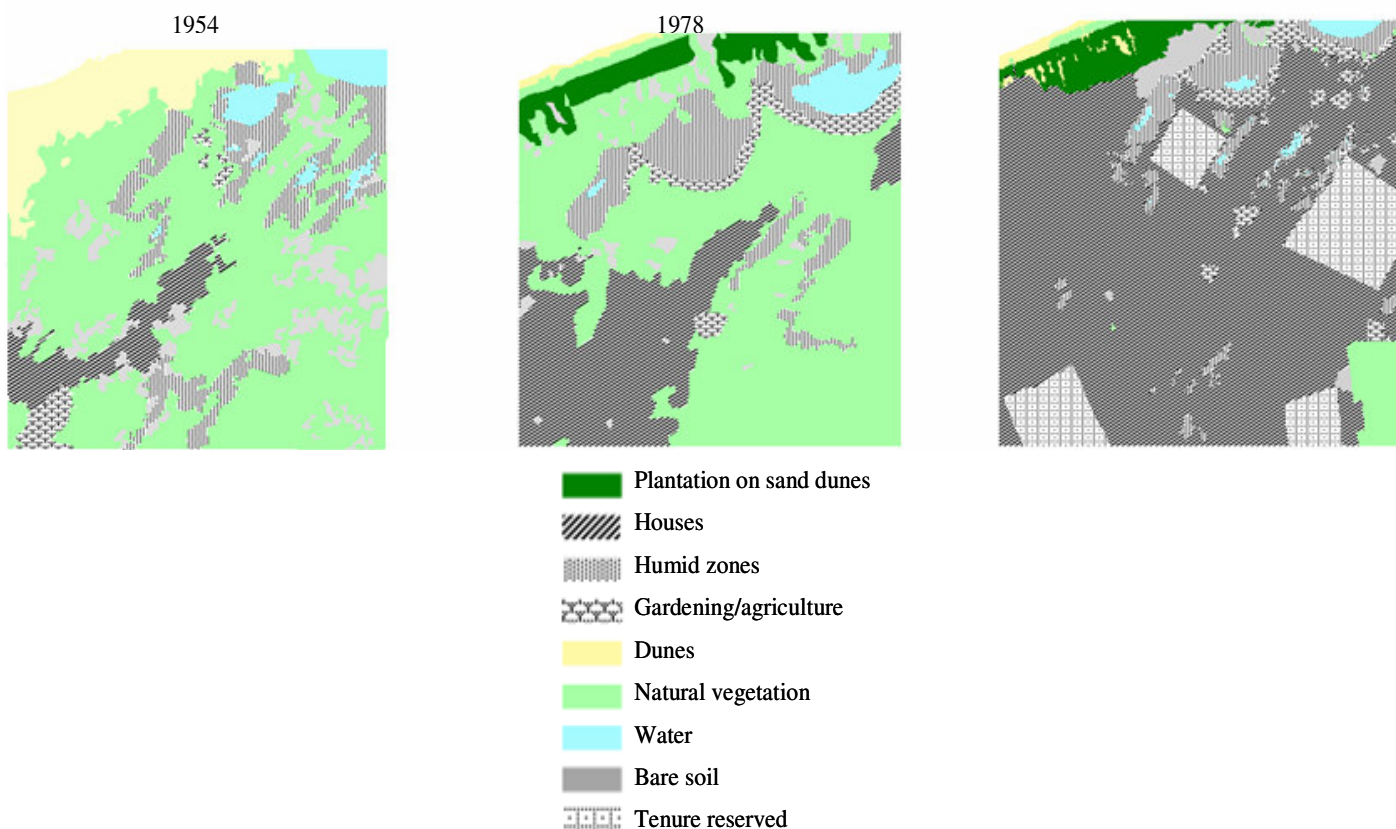 1954
1978
Plantation on sand dunes
Houses
Humid zones
Gardening/agriculture
Dunes
Natural vegetation
Water
Bare soil
Tenure reserved